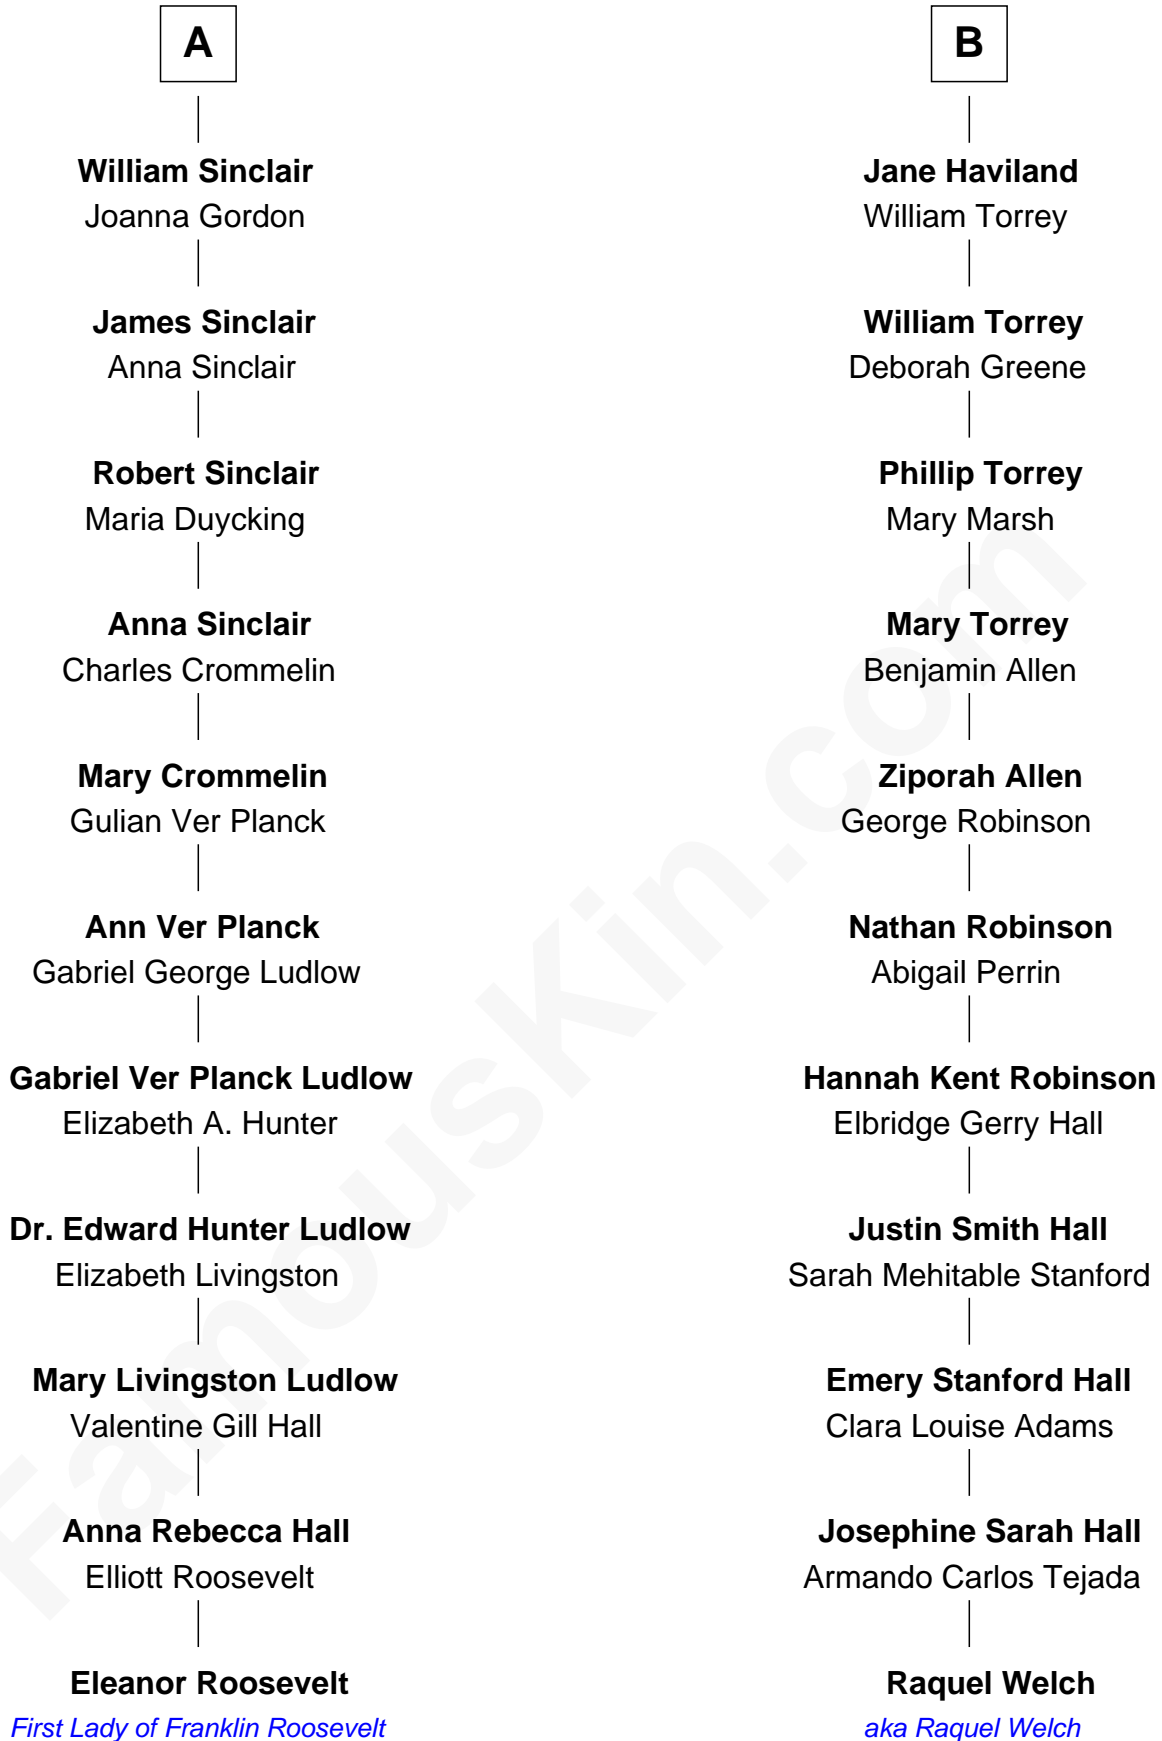 A
William Sinclair
Joanna Gordon
James Sinclair
Anna Sinclair
Robert Sinclair
Maria Duycking
Anna Sinclair
Charles Crommelin
Mary Crommelin
Gulian Ver Planck
Ann Ver Planck
Gabriel George Ludlow
Gabriel Ver Planck Ludlow
Elizabeth A. Hunter
Dr. Edward Hunter Ludlow
Elizabeth Livingston
Mary Livingston Ludlow
Valentine Gill Hall
Anna Rebecca Hall
Elliott Roosevelt
Eleanor Roosevelt
First Lady of Franklin Roosevelt
B
Jane Haviland
William Torrey
William Torrey
Deborah Greene
Phillip Torrey
Mary Marsh
Mary Torrey
Benjamin Allen
Ziporah Allen
George Robinson
Nathan Robinson
Abigail Perrin
Hannah Kent Robinson
Elbridge Gerry Hall
Justin Smith Hall
Sarah Mehitable Stanford
Emery Stanford Hall
Clara Louise Adams
Josephine Sarah Hall
Armando Carlos Tejada
Raquel Welch
aka Raquel Welch
FamousKin.com